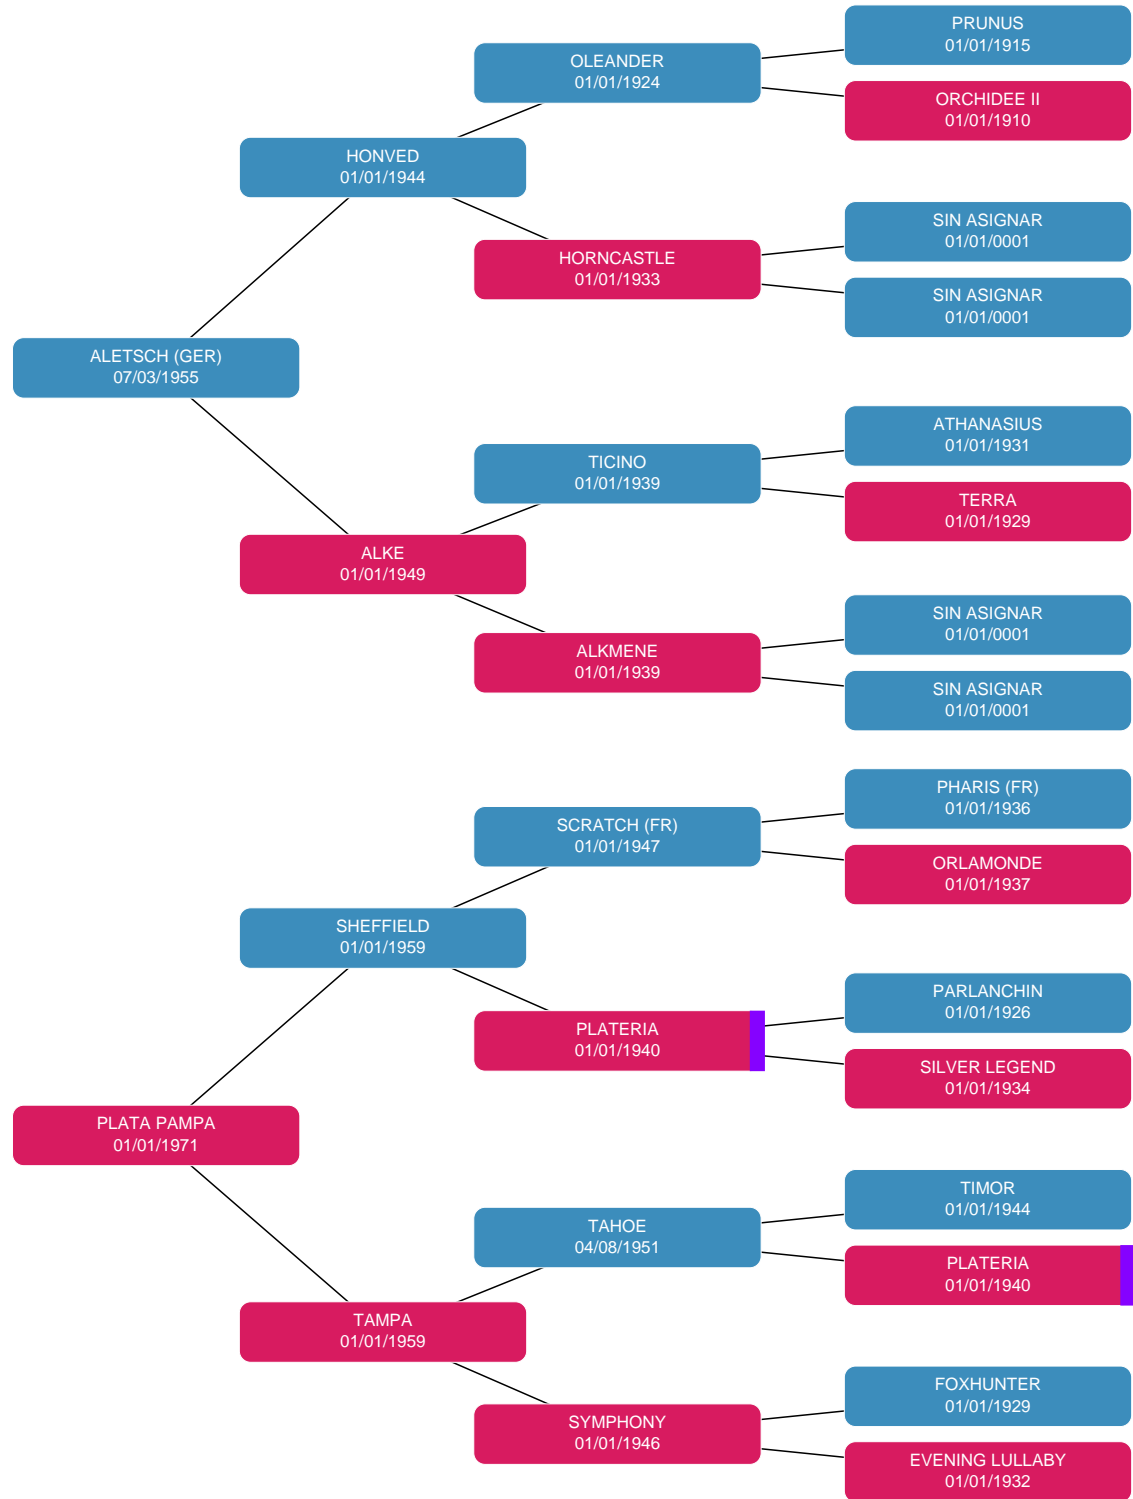 PRUNUS
01/01/1915
OLEANDER
01/01/1924
ORCHIDEE II
01/01/1910
HONVED
01/01/1944
SIN ASIGNAR
01/01/0001
HORNCASTLE
01/01/1933
SIN ASIGNAR
01/01/0001
ALETSCH (GER)
07/03/1955
ATHANASIUS
01/01/1931
TICINO
01/01/1939
TERRA
01/01/1929
ALKE
01/01/1949
SIN ASIGNAR
01/01/0001
ALKMENE
01/01/1939
SIN ASIGNAR
01/01/0001
PHARIS (FR)
01/01/1936
SCRATCH (FR)
01/01/1947
ORLAMONDE
01/01/1937
SHEFFIELD
01/01/1959
PARLANCHIN
01/01/1926
PLATERIA
01/01/1940
SILVER LEGEND
01/01/1934
PLATA PAMPA
01/01/1971
TIMOR
01/01/1944
TAHOE
04/08/1951
PLATERIA
01/01/1940
TAMPA
01/01/1959
FOXHUNTER
01/01/1929
SYMPHONY
01/01/1946
EVENING LULLABY
01/01/1932